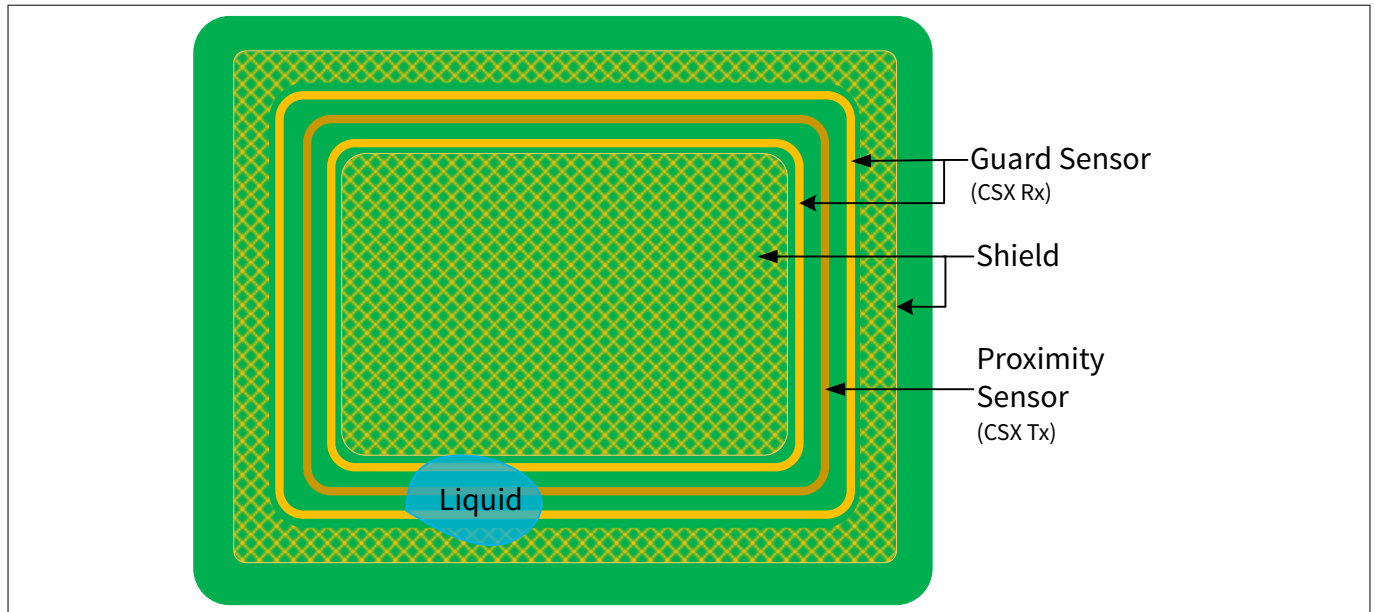 Guard Sensor
(CSX Rx)
Shield
Proximity
Sensor
(CSX Tx)
Liquid